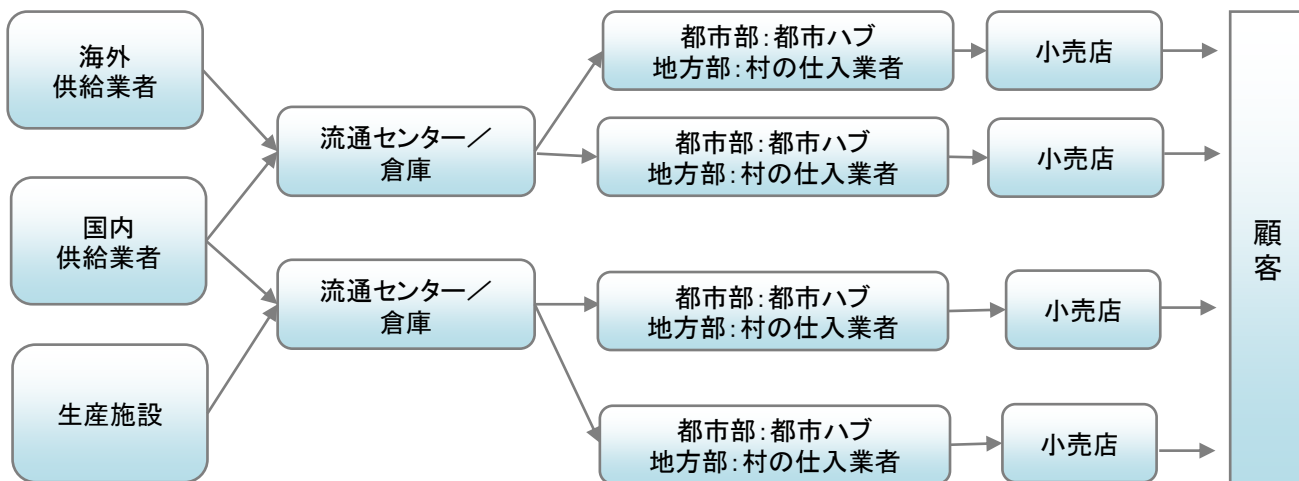 海外
供給業者
国内
供給業者
生産施設
流通センター／
倉庫
流通センター／
倉庫
都市部：都市ハブ
地方部：村の仕入業者
都市部：都市ハブ
地方部：村の仕入業者
都市部：都市ハブ
地方部：村の仕入業者
都市部：都市ハブ
地方部：村の仕入業者
小売店
小売店
小売店
小売店
顧客